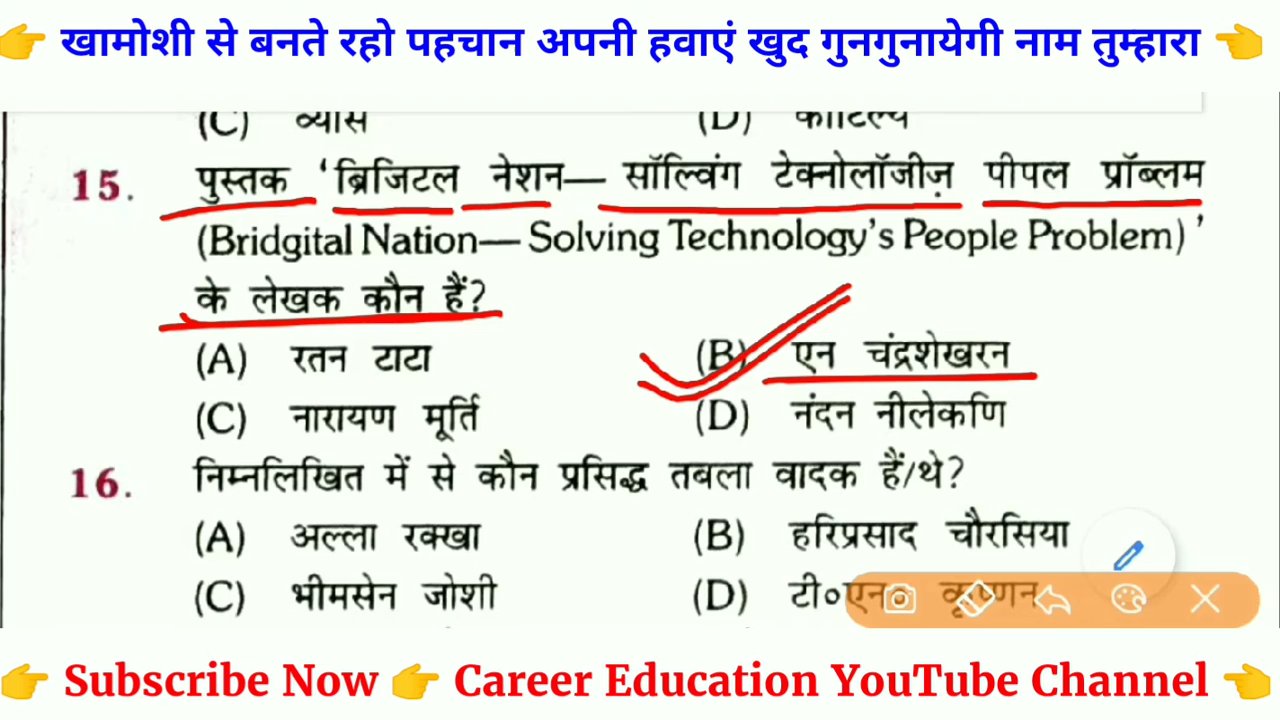 👉 खामोशी से बनते रहो पहचान अपनी हवाएं खुद गुनगुनायेगी नाम तुम्हारा 👈
(C) व्यास (D) कौटिल्य
15. पुस्तक ‘ब्रिजिटल नेशन— सॉल्विंग टेक्नोलॉजीज़ पीपल प्रॉब्लम
(Bridgital Nation— Solving Technology's People Problem) ’
के लेखक कौन हैं?
(A) रतन टाटा (B) एन चंद्रशेखरन
(C) नारायण मूर्ति (D) नंदन नीलेकणि
16. निम्नलिखित में से कौन प्रसिद्ध तबला वादक हैं/थे?
(A) अल्ला रक्खा (B) हरिप्रसाद चौरसिया
(C) भीमसेन जोशी (D) टी०एन० कृष्णन
👉 Subscribe Now 👉 Career Education YouTube Channel 👈